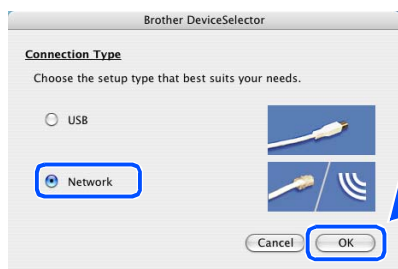 Brother DeviceSelector
Connection Type
Choose the setup type that best suits your needs.
USB
Network
Cancel OK